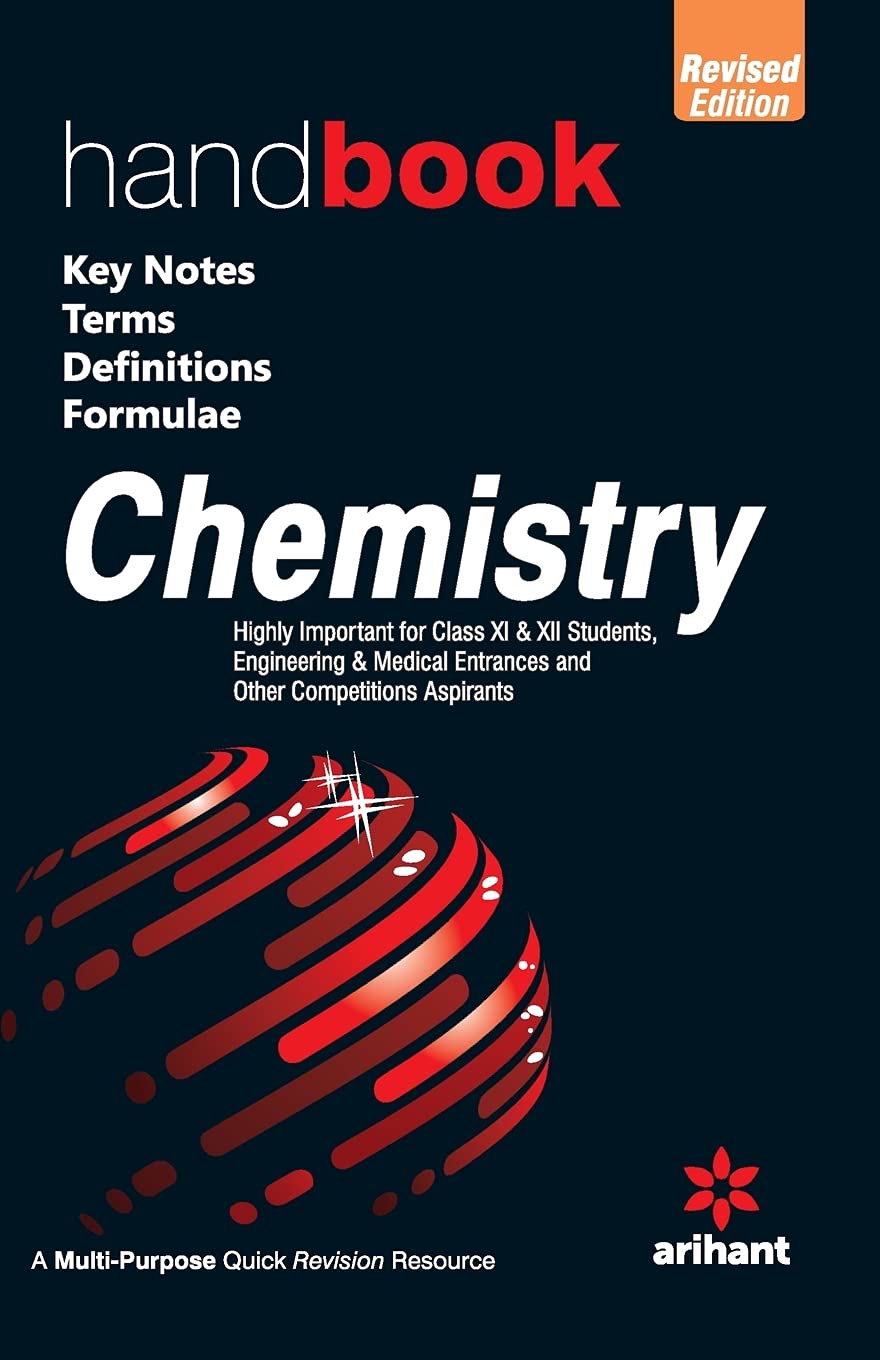 Revised
Edition
handbook
Key Notes
Terms
Definitions
Formulae
Chemistry
Highly Important for Class XI & XII Students,
Engineering & Medical Entrances and
Other Competitions Aspirants
arihant
A Multi-Purpose Quick Revision Resource